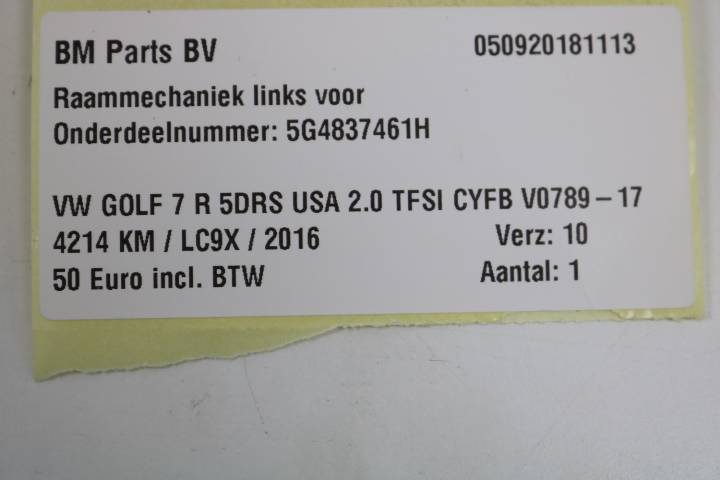 BM Parts BV 050920181113
Raammechaniek links voor
Onderdeelnummer: 5G4837461H
VW GOLF 7 R 5DRS USA 2.0 TFSI CYFB V0789-17
4214 KM / LC9X / 2016 Verz: 10
50 Euro incl. BTW Aantal: 1